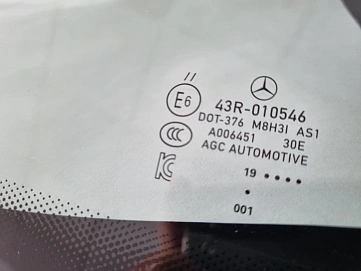 //
E6
43R-010546
DOT-376 M8H3I AS1
A006451 30E
AGC AUTOMOTIVE
19 ••••
•
001